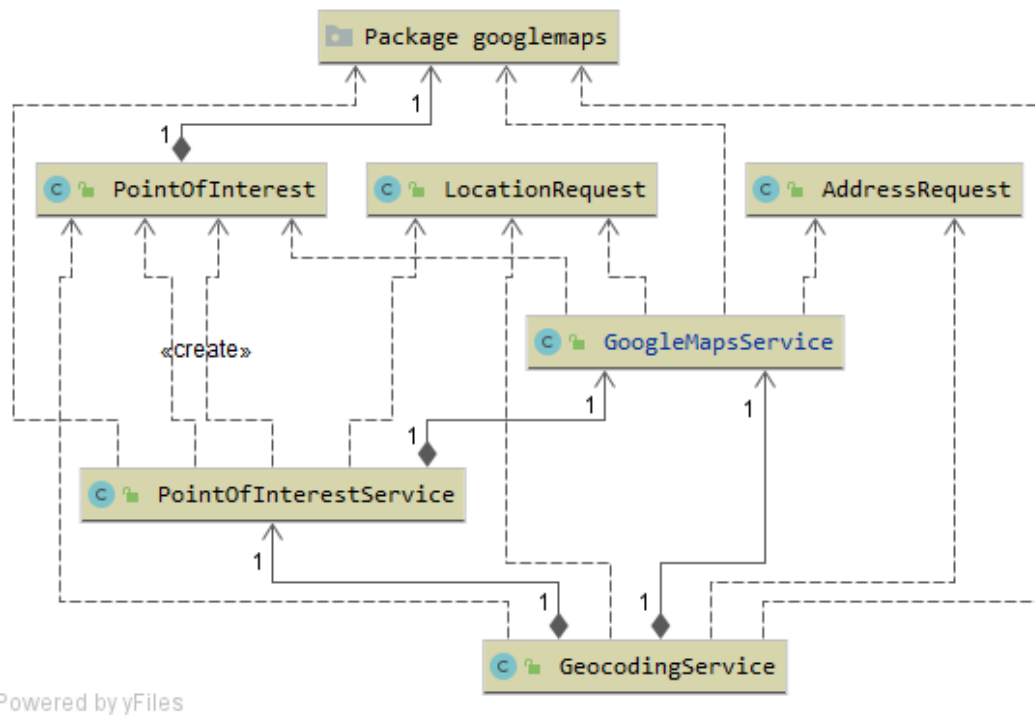 Package googlemaps
1
1
C PointOfInterest
C LocationRequest
C AddressRequest
«create»
C GoogleMapsService
1
1
1
C PointOfInterestService
1
1
1
C GeocodingService
Powered by yFiles